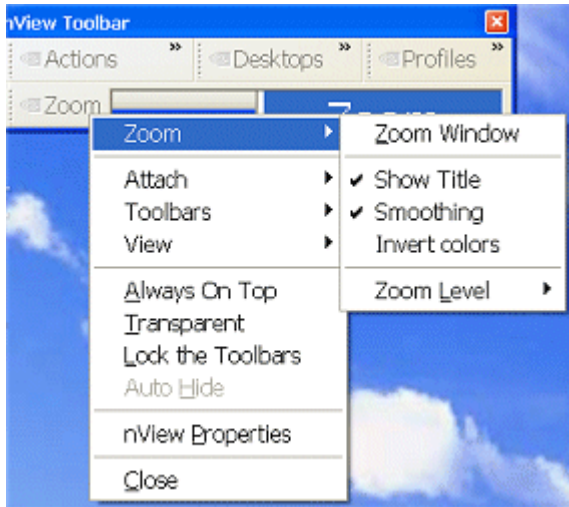 nView Toolbar
Actions » Desktops » Profiles »
Zoom Zoom
Zoom
Attach
Toolbars
View
Always On Top
Transparent
Lock the Toolbars
Auto Hide
nView Properties
Close
Zoom Window
Show Title
Smoothing
Invert colors
Zoom Level